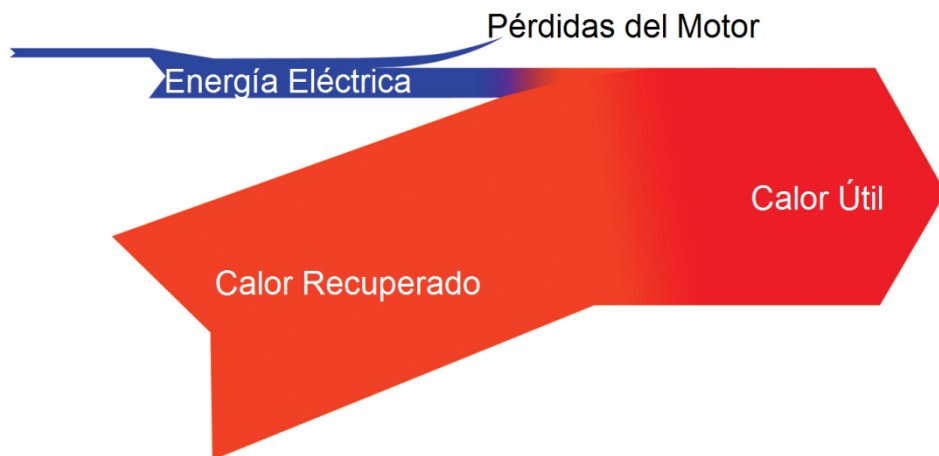 Pérdidas del Motor
Energía Eléctrica
Calor Útil
Calor Recuperado